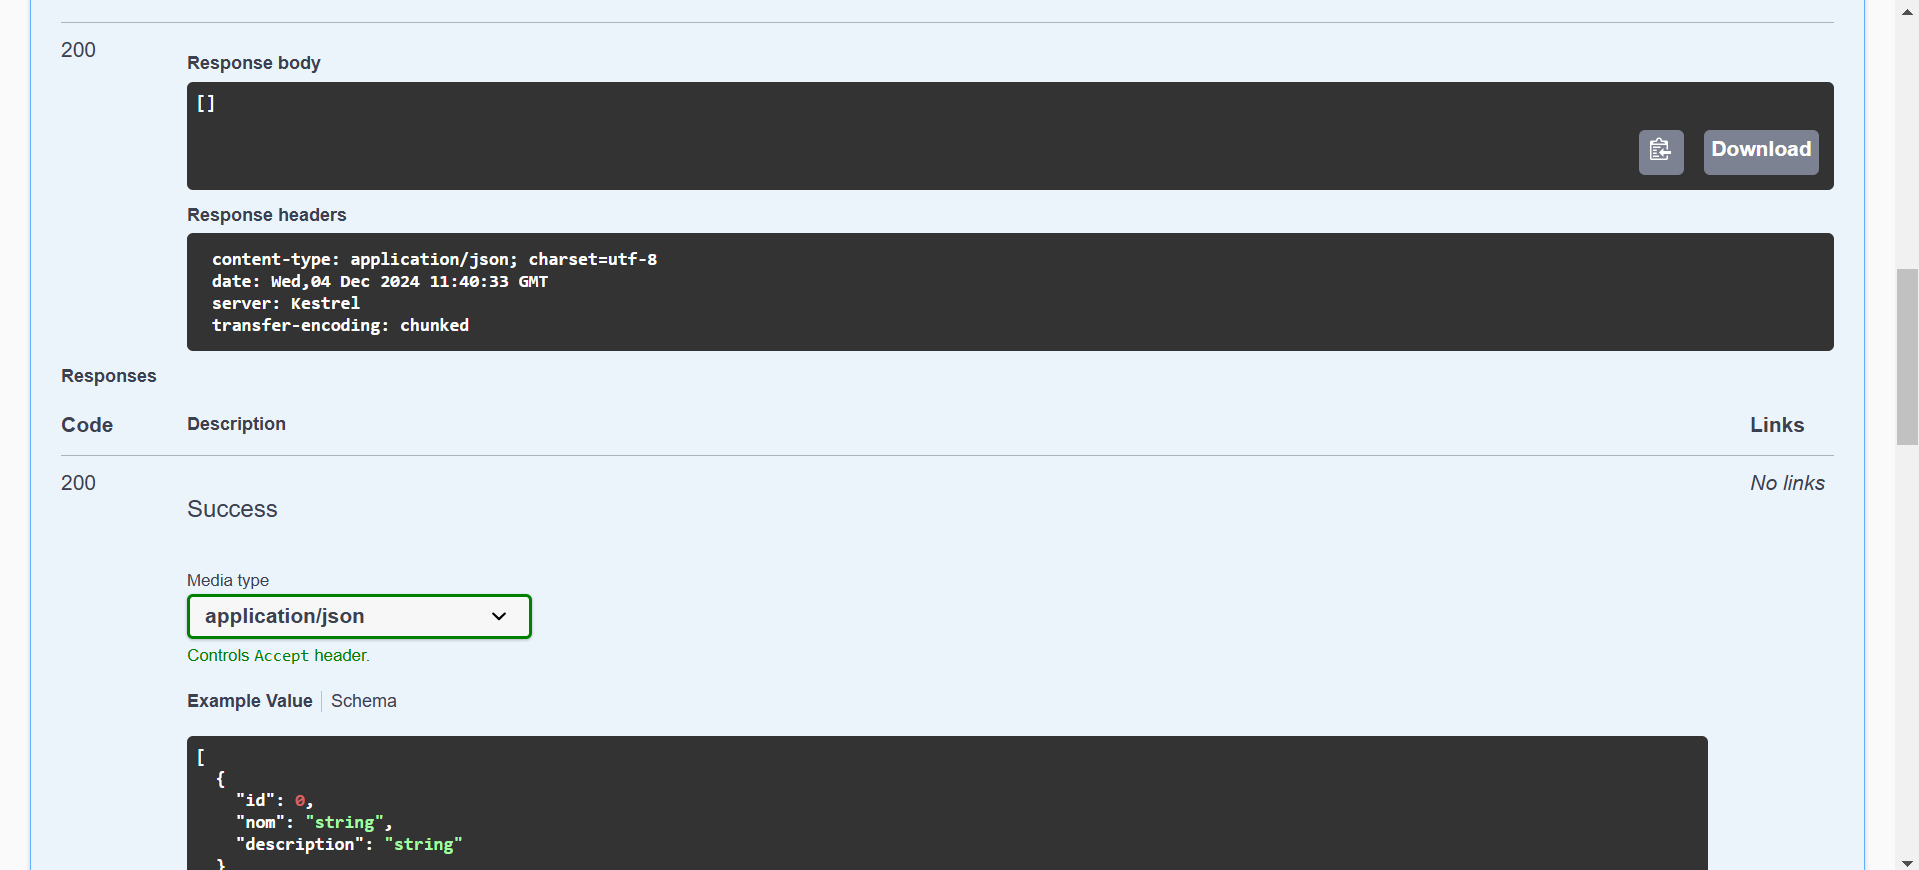 200
Response body
[]
Download
Response headers
content-type: application/json; charset=utf-8
date: Wed,04 Dec 2024 11:40:33 GMT
server: Kestrel
transfer-encoding: chunked
Responses
Code Description Links
200 No links
Success
Media type
application/json
Controls Accept header.
Example Value Schema
[
  {
    "id": 0,
    "nom": "string",
    "description": "string"
  }